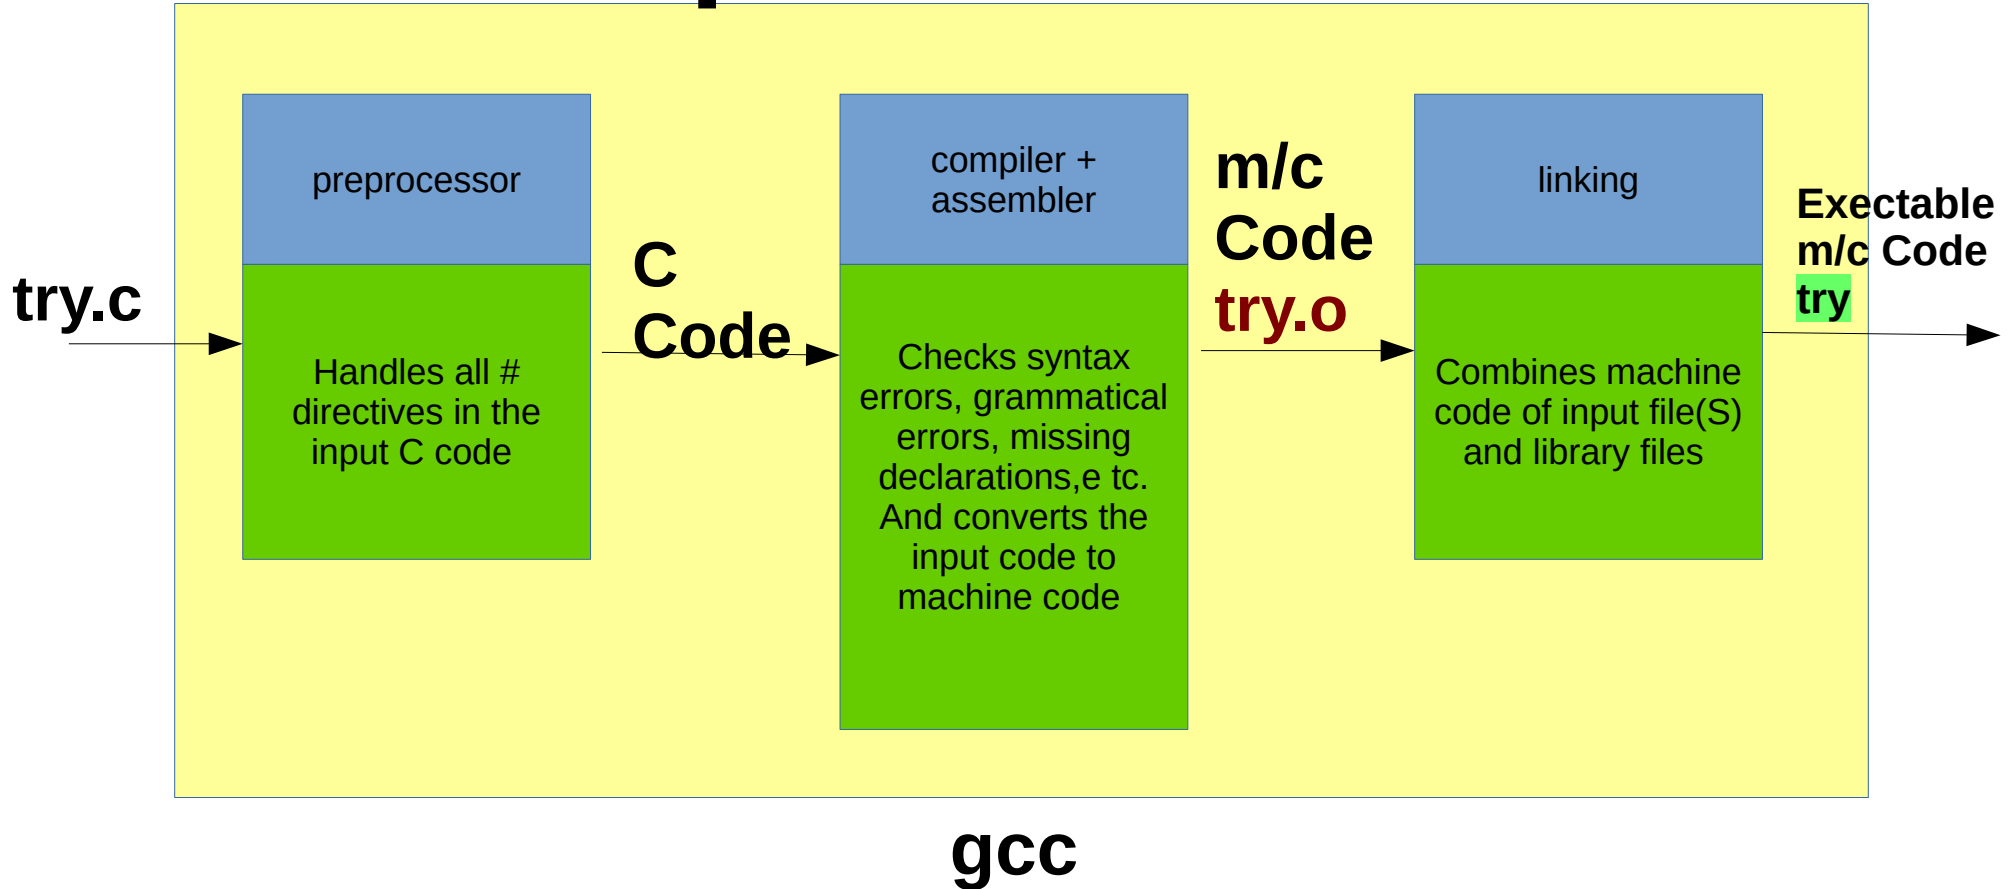 try.c
preprocessor
Handles all #
directives in the
input C code
C
Code
compiler +
assembler
Checks syntax
errors, grammatical
errors, missing
declarations,e tc.
And converts the
input code to
machine code
m/c
Code
try.o
linking
Combines machine
code of input file(S)
and library files
Exectable
m/c Code
try
gcc